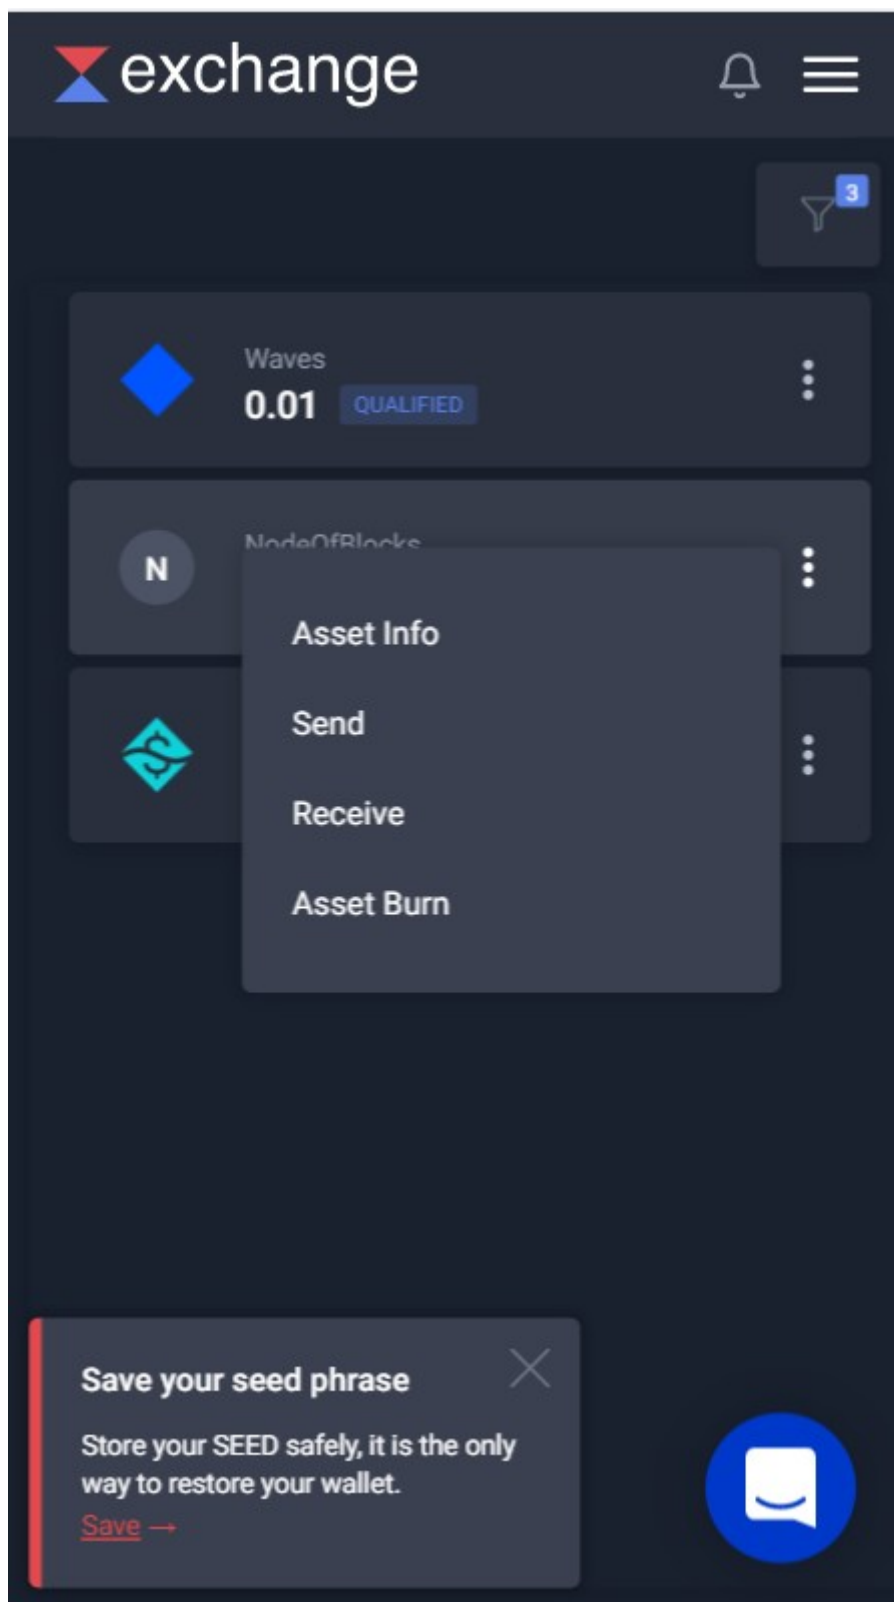 exchange
3
Waves
0.01 QUALIFIED
N
NodeOfBlocks
Asset Info
Send
Receive
Asset Burn
Save your seed phrase
Store your SEED safely, it is the only
way to restore your wallet.
Save →